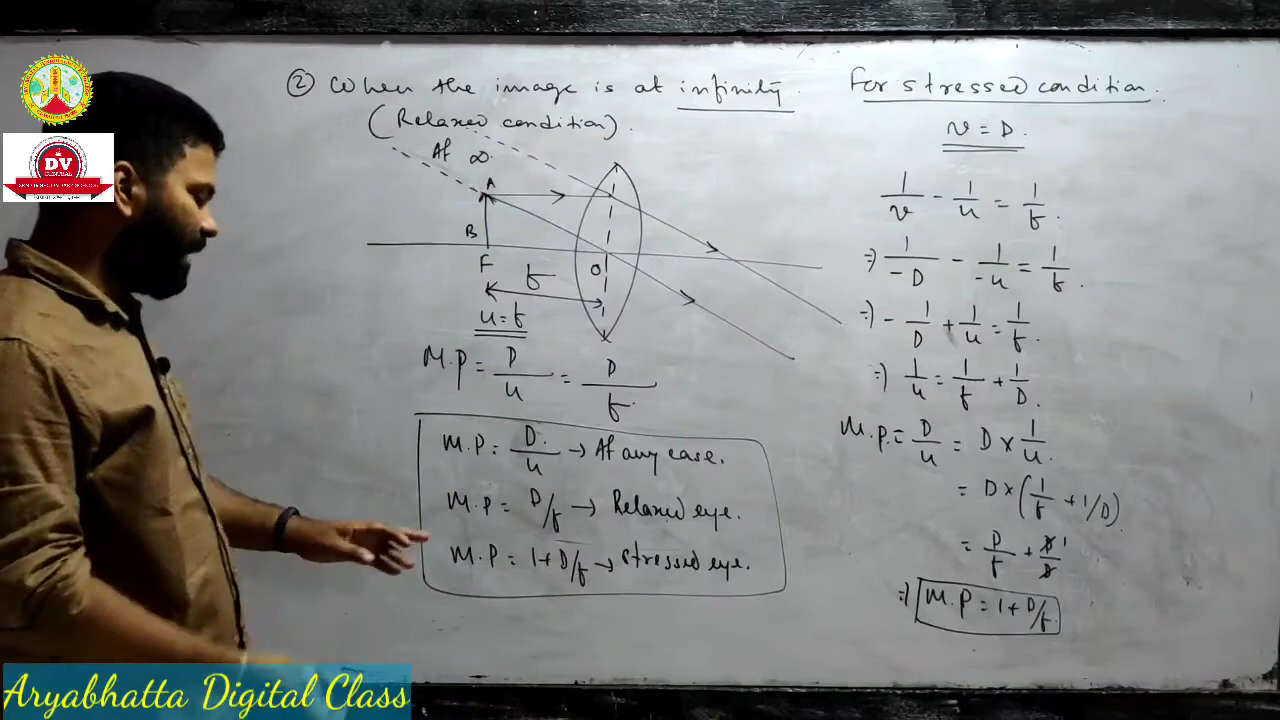 ② When the image is at infinity.
(Relaxed condition).
At ∞.
A
B
F
f
O
u=f
M.P = D/u = D/f
M.P = D/u → At any case.
M.P = D/f → Relaxed eye.
M.P = 1+D/f → stressed eye.
For stressed condition.
v = D.
1/v - 1/u = 1/f
⇒ 1/-D - 1/-u = 1/f.
⇒ - 1/D + 1/u = 1/f.
⇒ 1/u = 1/f + 1/D.
M.P. = D/u = D × 1/u.
= D × (1/f + 1/D).
= D/f + D/D 1
⇒ M.P = 1+ D/f.
DV
CENTRAL
Aryabhatta Digital Class